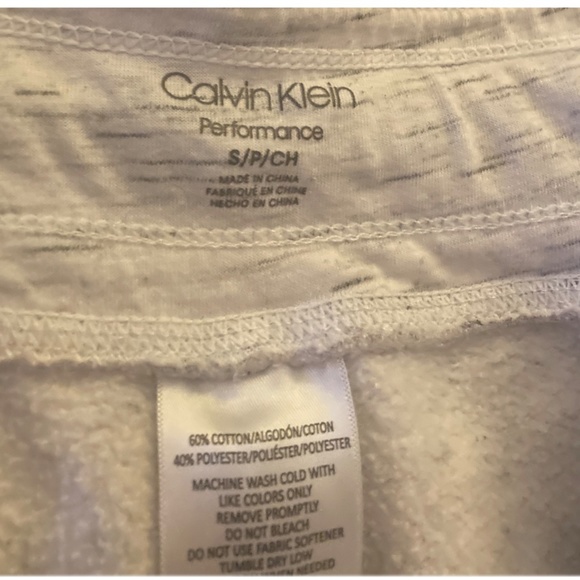 Calvin Klein
Performance
S/P/CH
MADE IN CHINA
FABRIQUÉ EN CHINE
HECHO EN CHINA
60% COTTON/ALGODÓN/COTON
40% POLYESTER/POLIÉSTER/POLYESTER
MACHINE WASH COLD WITH
LIKE COLORS ONLY
REMOVE PROMPTLY
DO NOT BLEACH
DO NOT USE FABRIC SOFTENER
TUMBLE DRY LOW
NEEDED